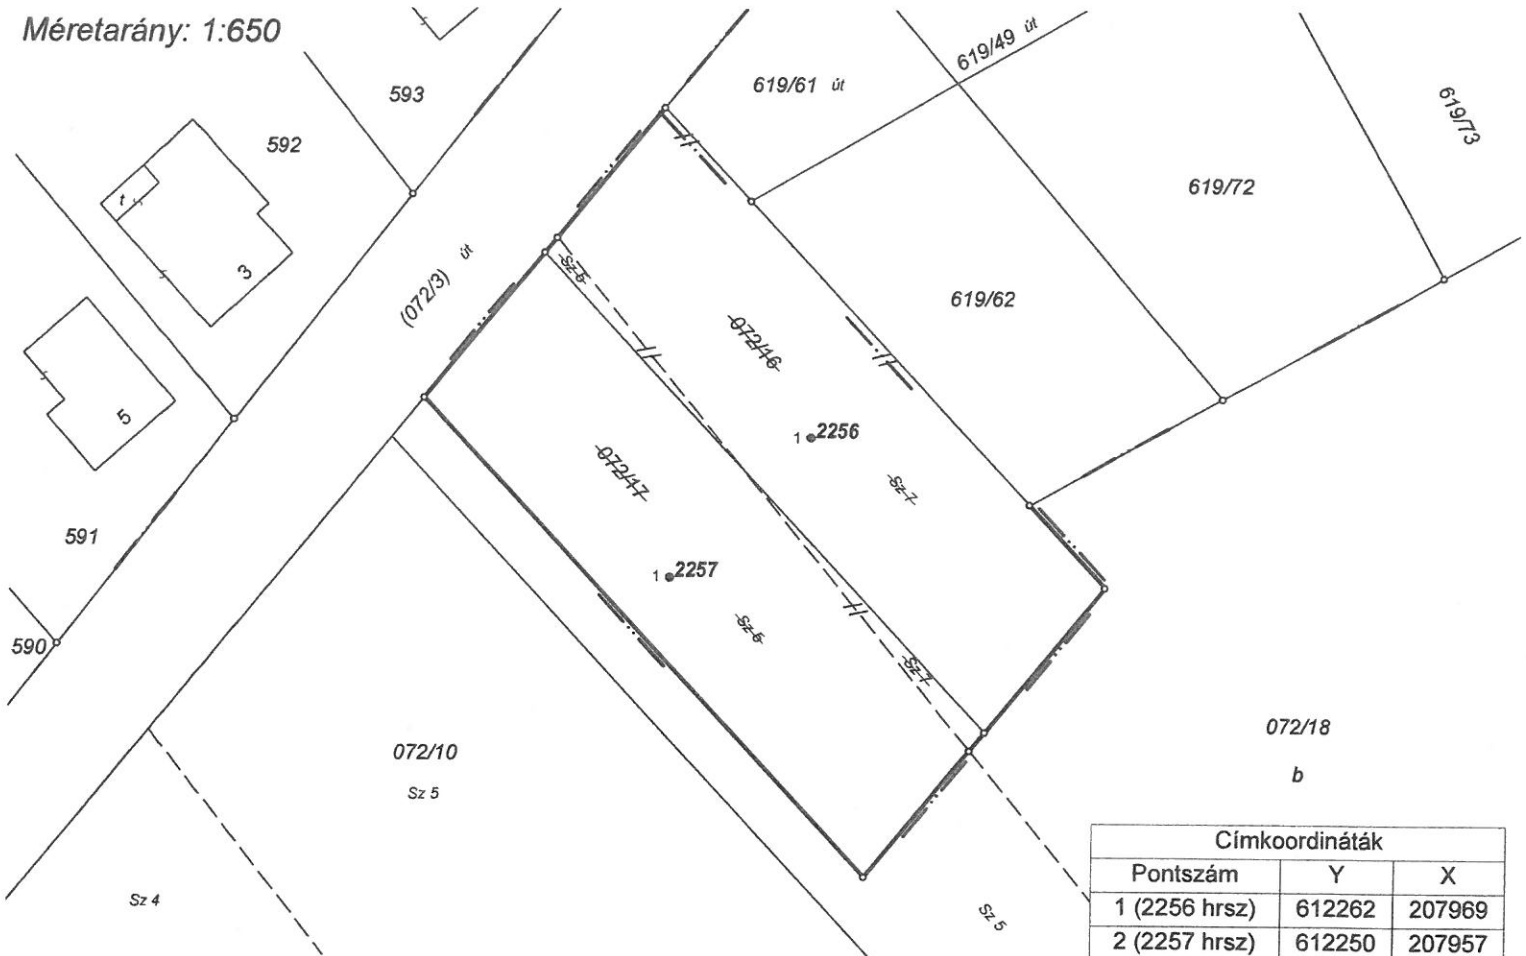 Méretarány: 1:650
593
592
t
3
5
591
590
(072/3) út
619/61 út
619/49 út
619/73
619/72
619/62
Sz 6
072/16
1 2256
Sz 7
072/17
1 2257
Sz 6
Sz 7
072/10
Sz 5
Sz 4
Sz 5
072/18
b
Címkoordináták
Pontszám Y X
1 (2256 hrsz) 612262 207969
2 (2257 hrsz) 612250 207957